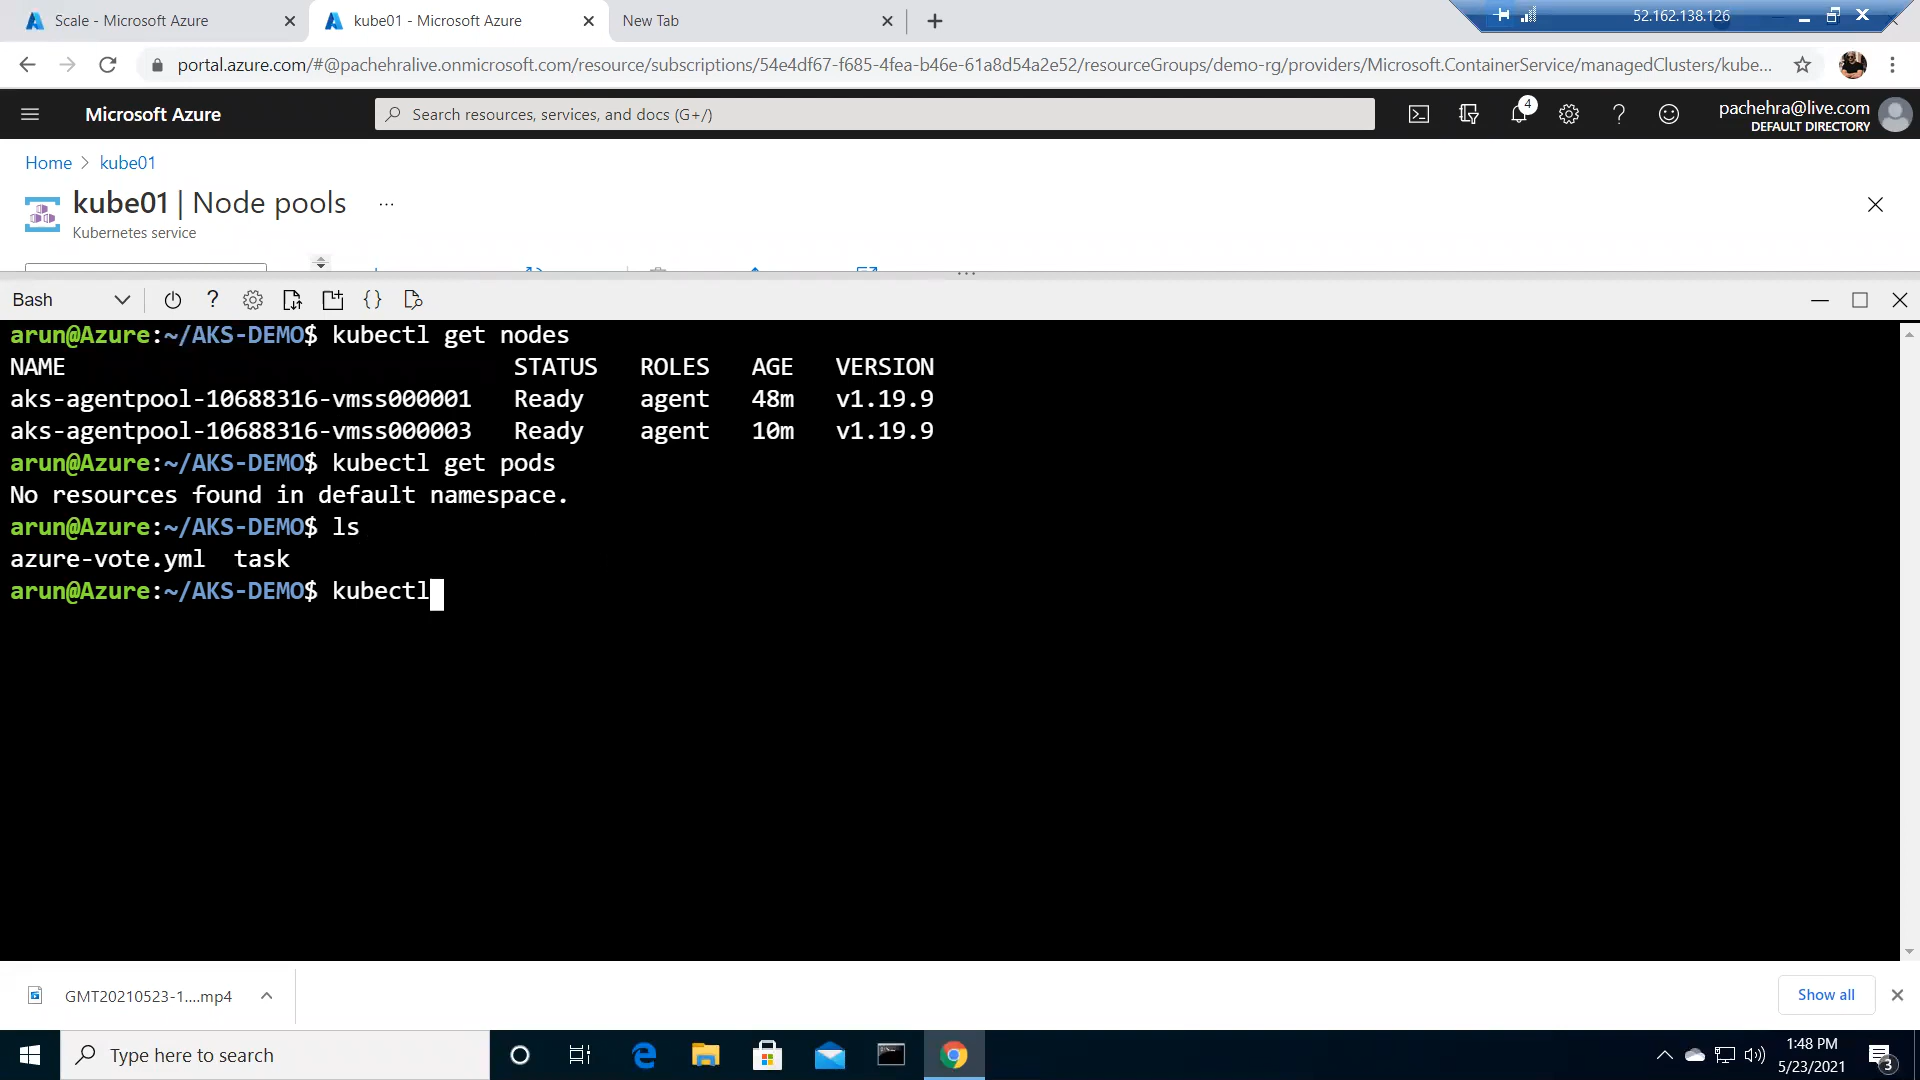 Scale - Microsoft Azure
kube01 - Microsoft Azure
New Tab
52.162.138.126
portal.azure.com/#@pachehralive.onmicrosoft.com/resource/subscriptions/54e4df67-f685-4fea-b46e-61a8d54a2e52/resourceGroups/demo-rg/providers/Microsoft.ContainerService/managedClusters/kube...
Microsoft Azure
Search resources, services, and docs (G+/)
4
pachehra@live.com
DEFAULT DIRECTORY
Home > kube01
kube01 | Node pools ...
Kubernetes service
Bash
arun@Azure:~/AKS-DEMO$ kubectl get nodes
NAME STATUS ROLES AGE VERSION
aks-agentpool-10688316-vmss000001 Ready agent 48m v1.19.9
aks-agentpool-10688316-vmss000003 Ready agent 10m v1.19.9
arun@Azure:~/AKS-DEMO$ kubectl get pods
No resources found in default namespace.
arun@Azure:~/AKS-DEMO$ ls
azure-vote.yml task
arun@Azure:~/AKS-DEMO$ kubectl
GMT20210523-1....mp4
Show all
Type here to search
1:48 PM
5/23/2021
3